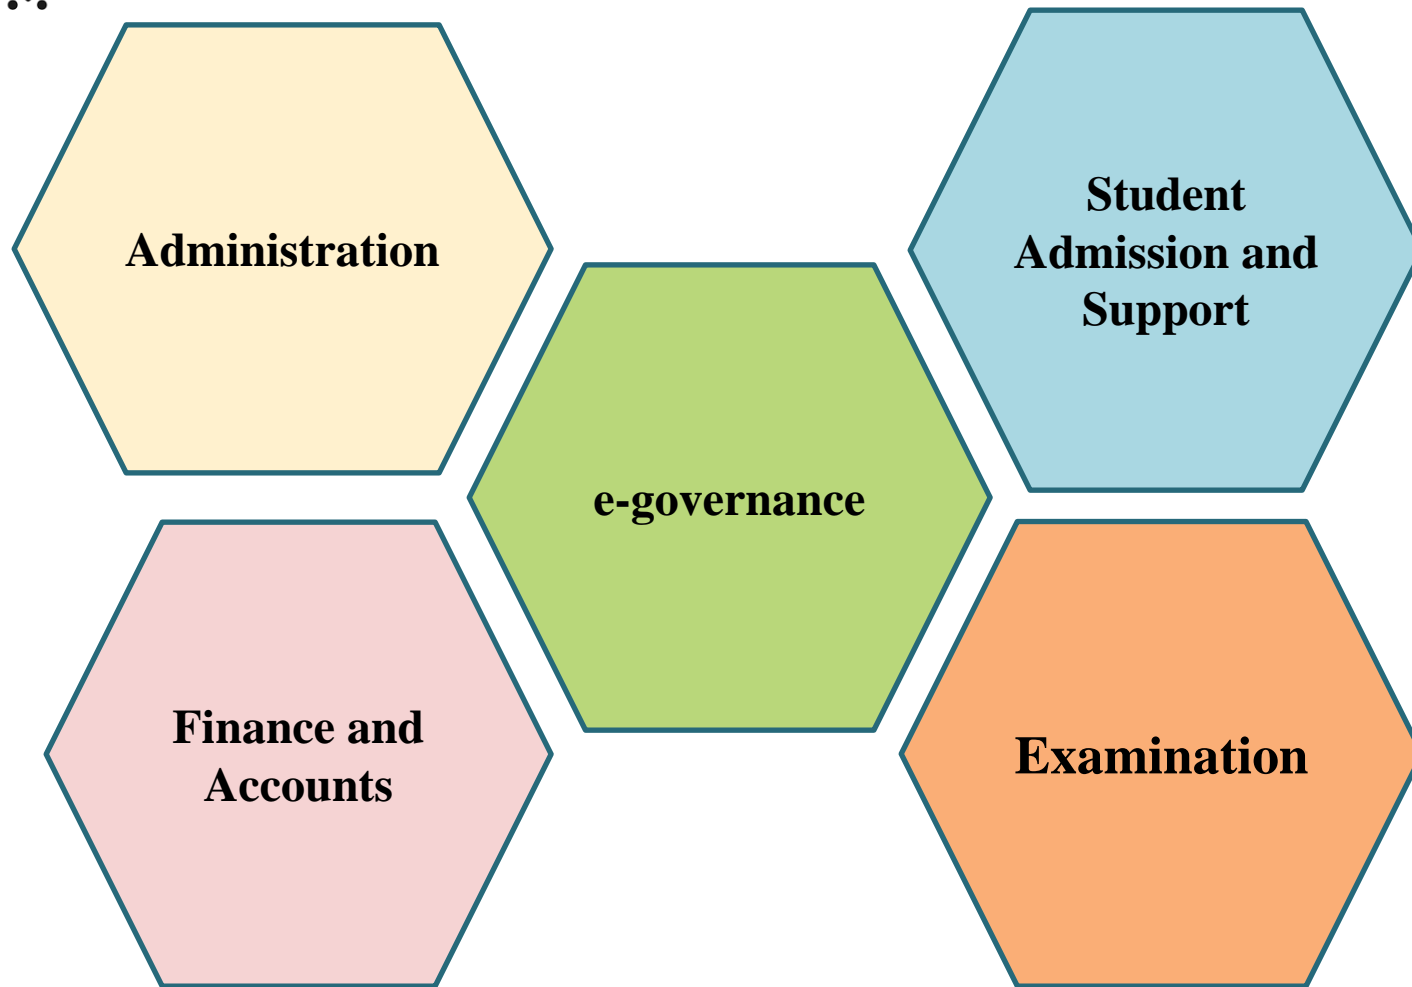 Administration
Student
Admission and
Support
e-governance
Finance and
Accounts
Examination